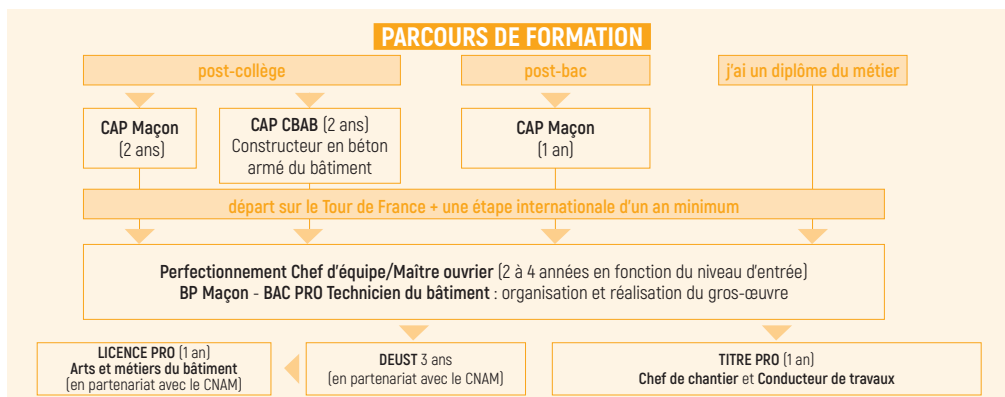 PARCOURS DE FORMATION
post-collège
post-bac
j'ai un diplôme du métier
CAP Maçon
(2 ans)
CAP CBAB (2 ans)
Constructeur en béton
armé du bâtiment
CAP Maçon
(1 an)
départ sur le Tour de France + une étape internationale d'un an minimum
Perfectionnement Chef d'équipe/Maître ouvrier (2 à 4 années en fonction du niveau d'entrée)
BP Maçon - BAC PRO Technicien du bâtiment : organisation et réalisation du gros-œuvre
LICENCE PRO (1 an)
Arts et métiers du bâtiment
(en partenariat avec le CNAM)
DEUST 3 ans
(en partenariat avec le CNAM)
TITRE PRO (1 an)
Chef de chantier et Conducteur de travaux